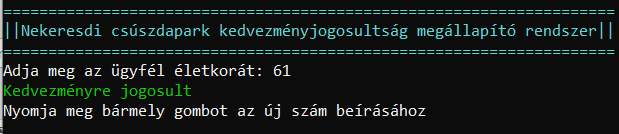 =============================================================
||Nekeresdi csúszdapark kedvezményjogosultság megállapító rendszer||
=============================================================
Adja meg az ügyfél életkorát: 61
Kedvezményre jogosult
Nyomja meg bármely gombot az új szám beírásához